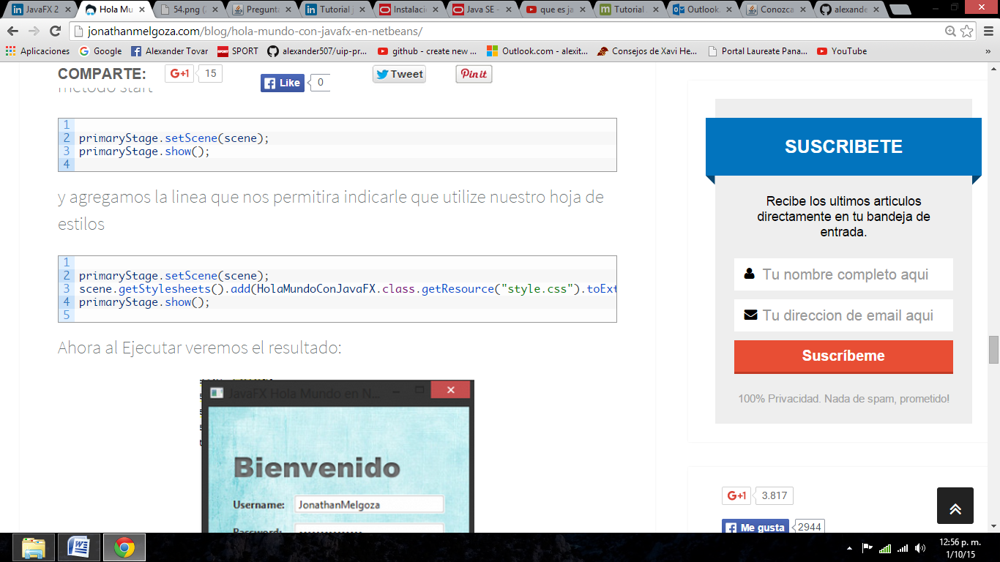 JavaFX 2
Hola Mu
54.png (
Pregunta
Tutorial j
Instalaci
Java SE -
que es ja
Tutorial
Outlook.
Conozca
alexande
jonathanmelgoza.com/blog/hola-mundo-con-javafx-en-netbeans/
Aplicaciones
Google
Alexander Tovar
SPORT
alexander507/uip-pr...
github - create new ...
Outlook.com - alexit...
Consejos de Xavi He...
Portal Laureate Pana...
YouTube
»
COMPARTE:
G+1
15
Like
0
Tweet
Pin it
metodo start
1
2 primaryStage.setScene(scene);
3 primaryStage.show();
4
y agregamos la linea que nos permitira indicarle que utilize nuestro hoja de
estilos
1
2 primaryStage.setScene(scene);
3 scene.getStylesheets().add(HolaMundoConJavaFX.class.getResource("style.css").toExt
4 primaryStage.show();
5
Ahora al Ejecutar veremos el resultado:
JavaFX Hola Mundo en N...
Bienvenido
Username: JonathanMelgoza
Password:
SUSCRIBETE
Recibe los ultimos articulos
directamente en tu bandeja de
entrada.
Tu nombre completo aqui
Tu direccion de email aqui
Suscríbeme
100% Privacidad. Nada de spam, prometido!
G+1
3.817
Me gusta
2944
12:56 p. m.
1/10/15